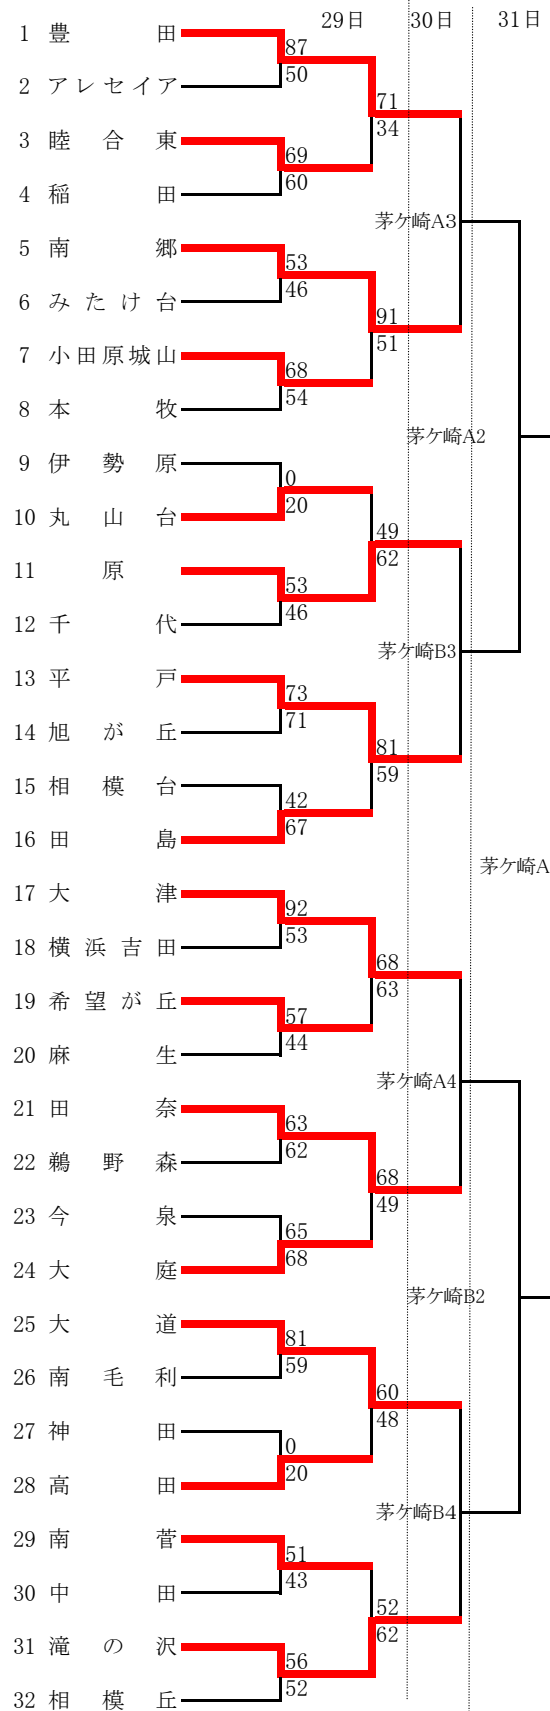 29日 30日 31日
1 豊田
87
50
2 アレセイア
71
34
3 睦合東
69
60
4 稲田
茅ケ崎A3
5 南郷
53
46
6 みたけ台
91
51
7 小田原城山
68
54
8 本牧
茅ケ崎A2
9 伊勢原
0
20
10 丸山台
49
62
11 原
53
46
12 千代
茅ケ崎B3
13 平戸
73
71
14 旭が丘
81
59
15 相模台
42
67
16 田島
茅ケ崎A
17 大津
92
53
18 横浜吉田
68
63
19 希望が丘
57
44
20 麻生
茅ケ崎A4
21 田奈
63
62
22 鵜野森
68
49
23 今泉
65
68
24 大庭
茅ケ崎B2
25 大道
81
59
26 南毛利
60
48
27 神田
0
20
28 高田
茅ケ崎B4
29 南菅
51
43
30 中田
52
62
31 滝の沢
56
52
32 相模丘